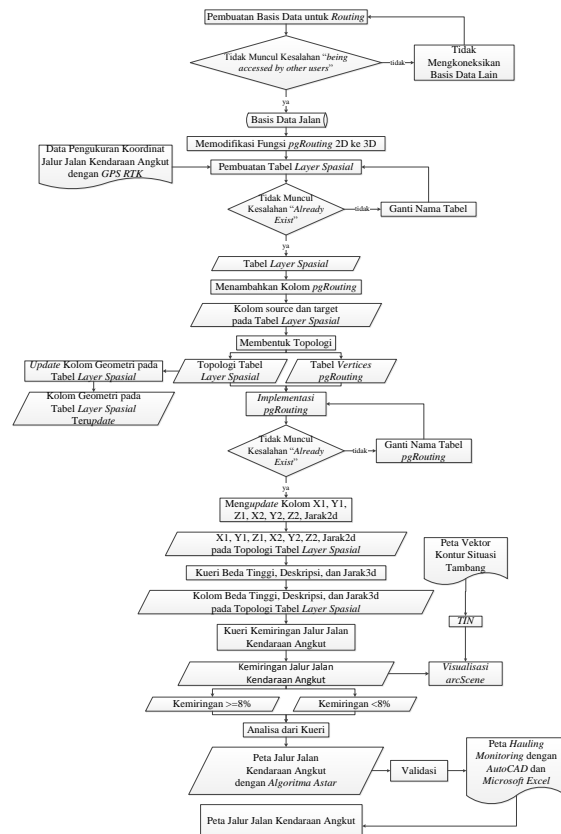 Pembuatan Basis Data untuk Routing
Tidak Muncul Kesalahan "being
accessed by other users"
tidak
Tidak
Mengkoneksikan
Basis Data Lain
ya
Basis Data Jalan
Memodifikasi Fungsi pgRouting 2D ke 3D
Data Pengukuran Koordinat
Jalur Jalan Kendaraan Angkut
dengan GPS RTK
Pembuatan Tabel Layer Spasial
Tidak Muncul
Kesalahan "Already
Exist"
tidak
Ganti Nama Tabel
ya
Tabel Layer Spasial
Menambahkan Kolom pgRouting
Kolom source dan target
pada Tabel Layer Spasial
Membentuk Topologi
Update Kolom Geometri pada
Tabel Layer Spasial
Topologi Tabel
Layer Spasial
Tabel Vertices
pgRouting
Kolom Geometri pada
Tabel Layer Spasial
Terupdate
Implementasi
pgRouting
Tidak Muncul
Kesalahan "Already
Exist"
tidak
Ganti Nama Tabel
pgRouting
ya
Mengupdate Kolom X1, Y1,
Z1, X2, Y2, Z2, Jarak2d
X1, Y1, Z1, X2, Y2, Z2, Jarak2d
pada Topologi Tabel Layer Spasial
Peta Vektor
Kontur Situasi
Tambang
Kueri Beda Tinggi, Deskripsi, dan Jarak3d
Kolom Beda Tinggi, Deskripsi, dan Jarak3d
pada Topologi Tabel Layer Spasial
TIN
Kueri Kemiringan Jalur Jalan
Kendaraan Angkut
Kemiringan Jalur Jalan
Kendaraan Angkut
Visualisasi
arcScene
Kemiringan >=8%
Kemiringan <8%
Analisa dari Kueri
Peta Jalur Jalan
Kendaraan Angkut
dengan Algoritma Astar
Validasi
Peta Hauling
Monitoring dengan
AutoCAD dan
Microsoft Excel
Peta Jalur Jalan Kendaraan Angkut